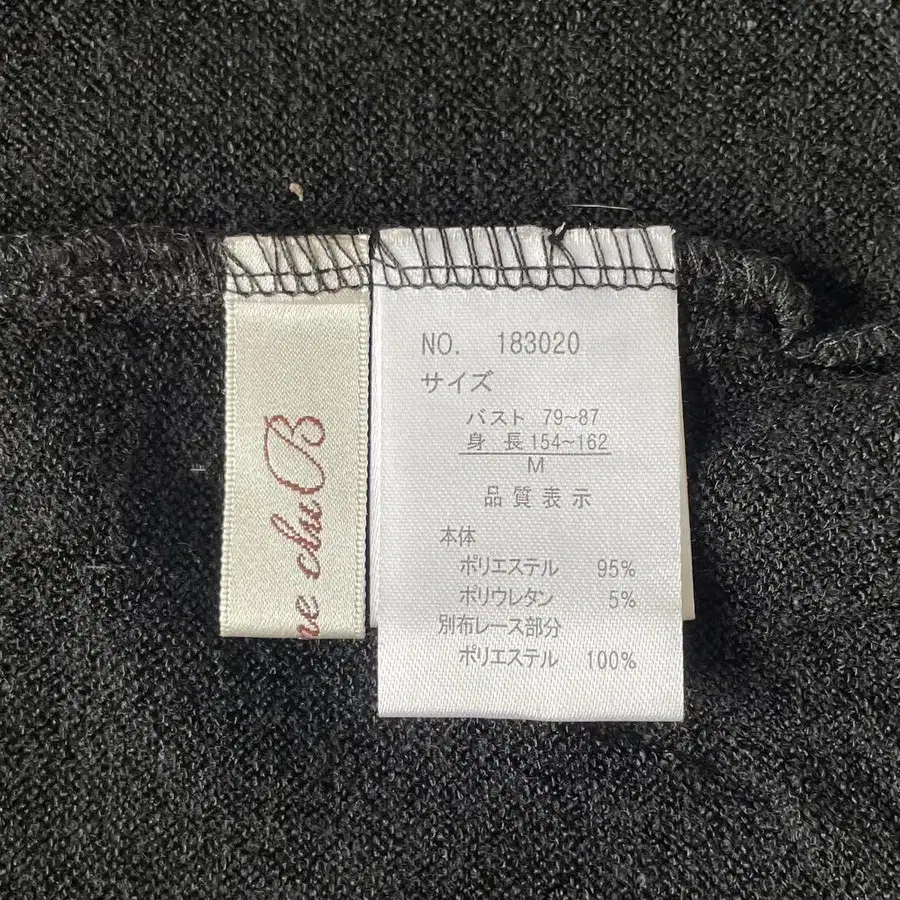 cluB
NO. 183020
サイズ
バスト 79~87
身 長 154~162
M
品質表示
本体
ポリエステル 95%
ポリウレタン 5%
別布レース部分
ポリエステル 100%